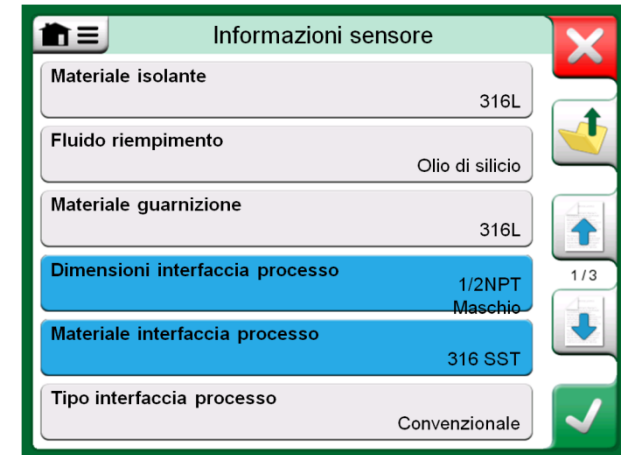 Informazioni sensore
Materiale isolante
316L
Fluido riempimento
Olio di silicio
Materiale guarnizione
316L
Dimensioni interfaccia processo
1/2NPT
Maschio
Materiale interfaccia processo
316 SST
Tipo interfaccia processo
Convenzionale
1/3